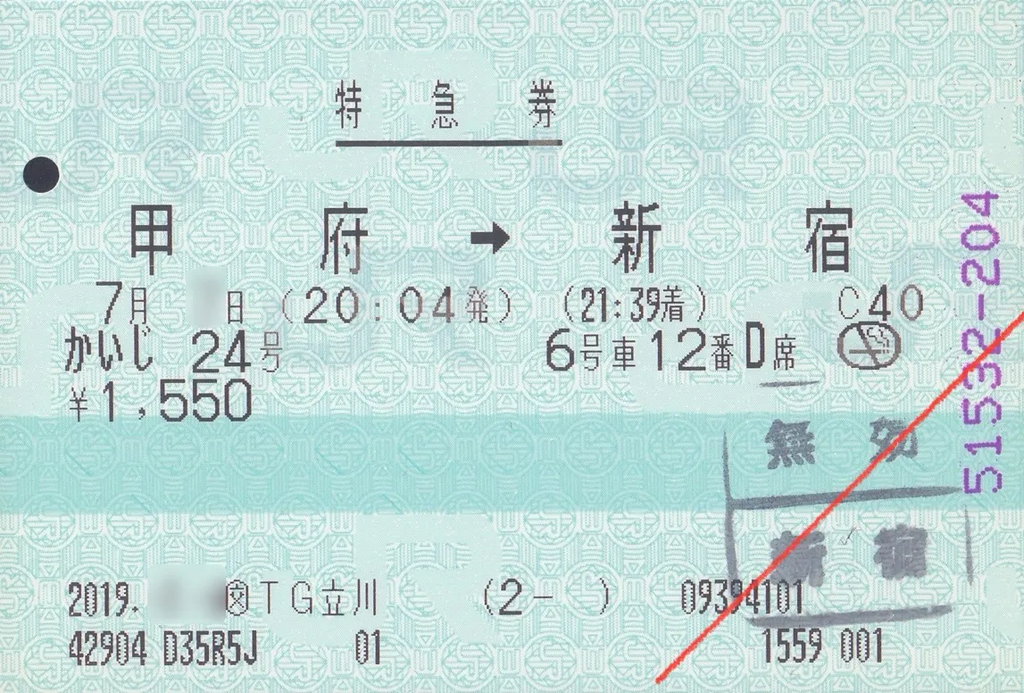 特急券
甲府→新宿
7月 日 (20:04発) (21:39着) C40
かいじ 24号 6号車12番D席
¥1,550
51532-204
無効
新宿
2019. ㊋TG立川 (2- ) 09394101
42904 D35R5J 01 1559 001